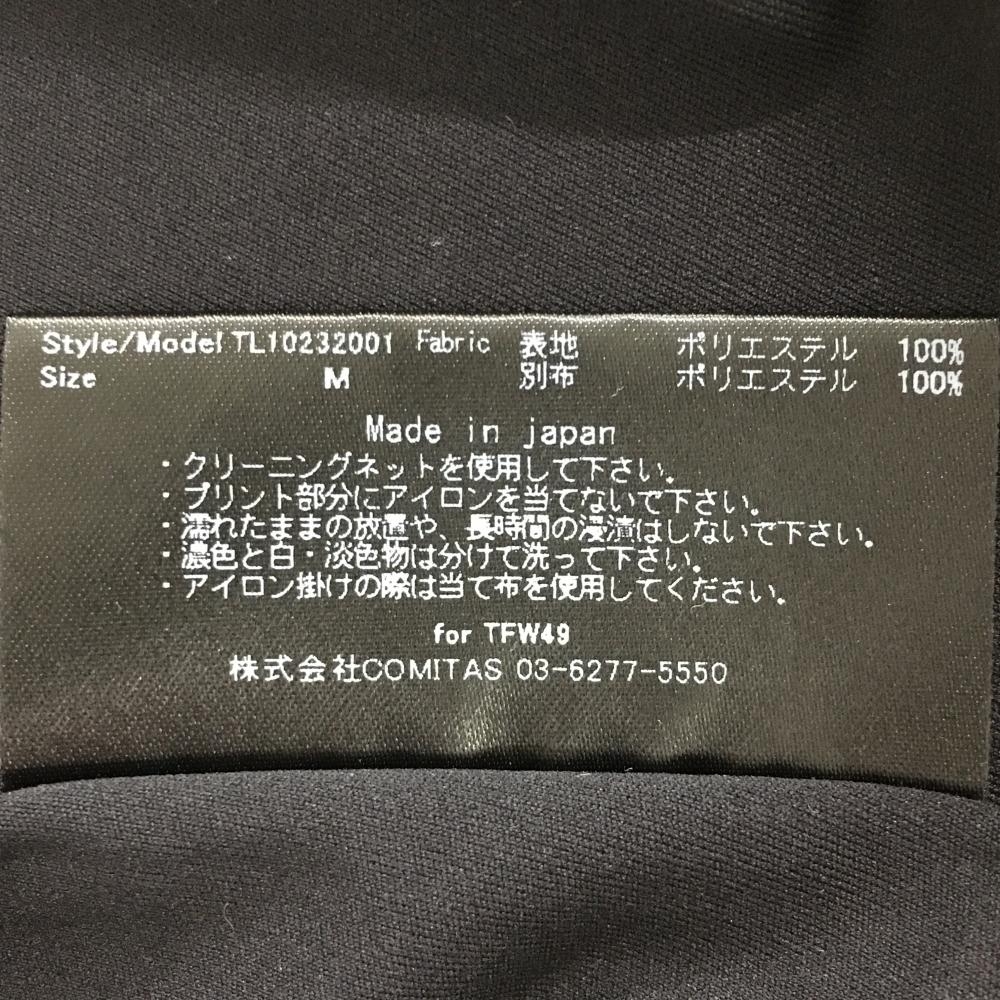 Style/Model TL10232001 Fabric 表地 ポリエステル 100%
Size M 別布 ポリエステル 100%
Made in japan
・クリーニングネットを使用して下さい。
・プリント部分にアイロンを当てないで下さい。
・濡れたままの放置や、長時間の浸漬はしないで下さい。
・濃色と白・淡色物は分けて洗って下さい。
・アイロン掛けの際は当て布を使用してください。
for TFW49
株式会社COMITAS 03-6277-5550